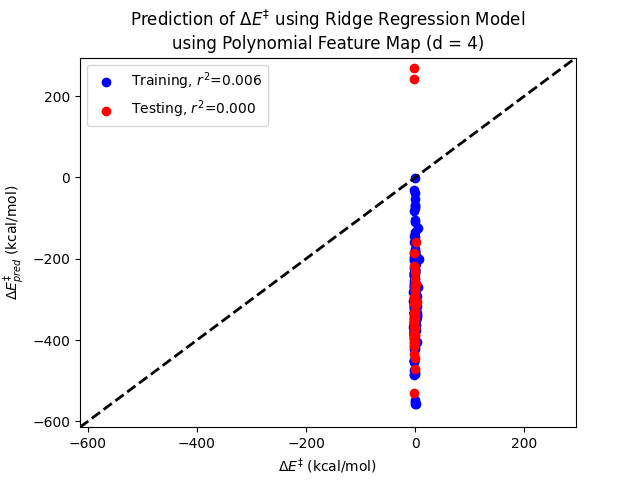 Prediction of ΔE‡ using Ridge Regression Model
using Polynomial Feature Map (d = 4)
Training, r²=0.006
Testing, r²=0.000
200
0
−200
−400
−600
ΔE‡pred (kcal/mol)
−600 −400 −200 0 200
ΔE‡ (kcal/mol)